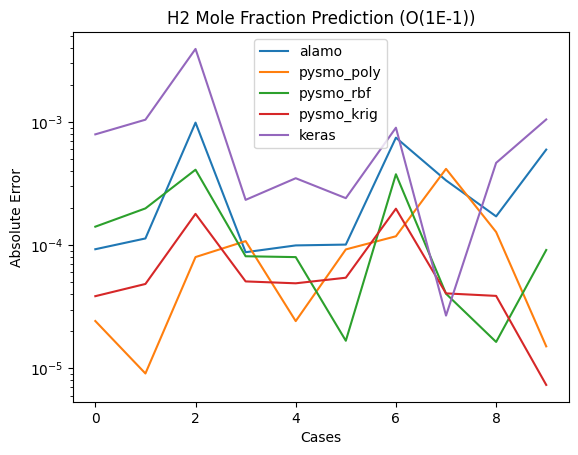 H2 Mole Fraction Prediction (O(1E-1))
alamo
pysmo_poly
pysmo_rbf
pysmo_krig
keras
Absolute Error
10⁻³
10⁻⁴
10⁻⁵
0 2 4 6 8
Cases